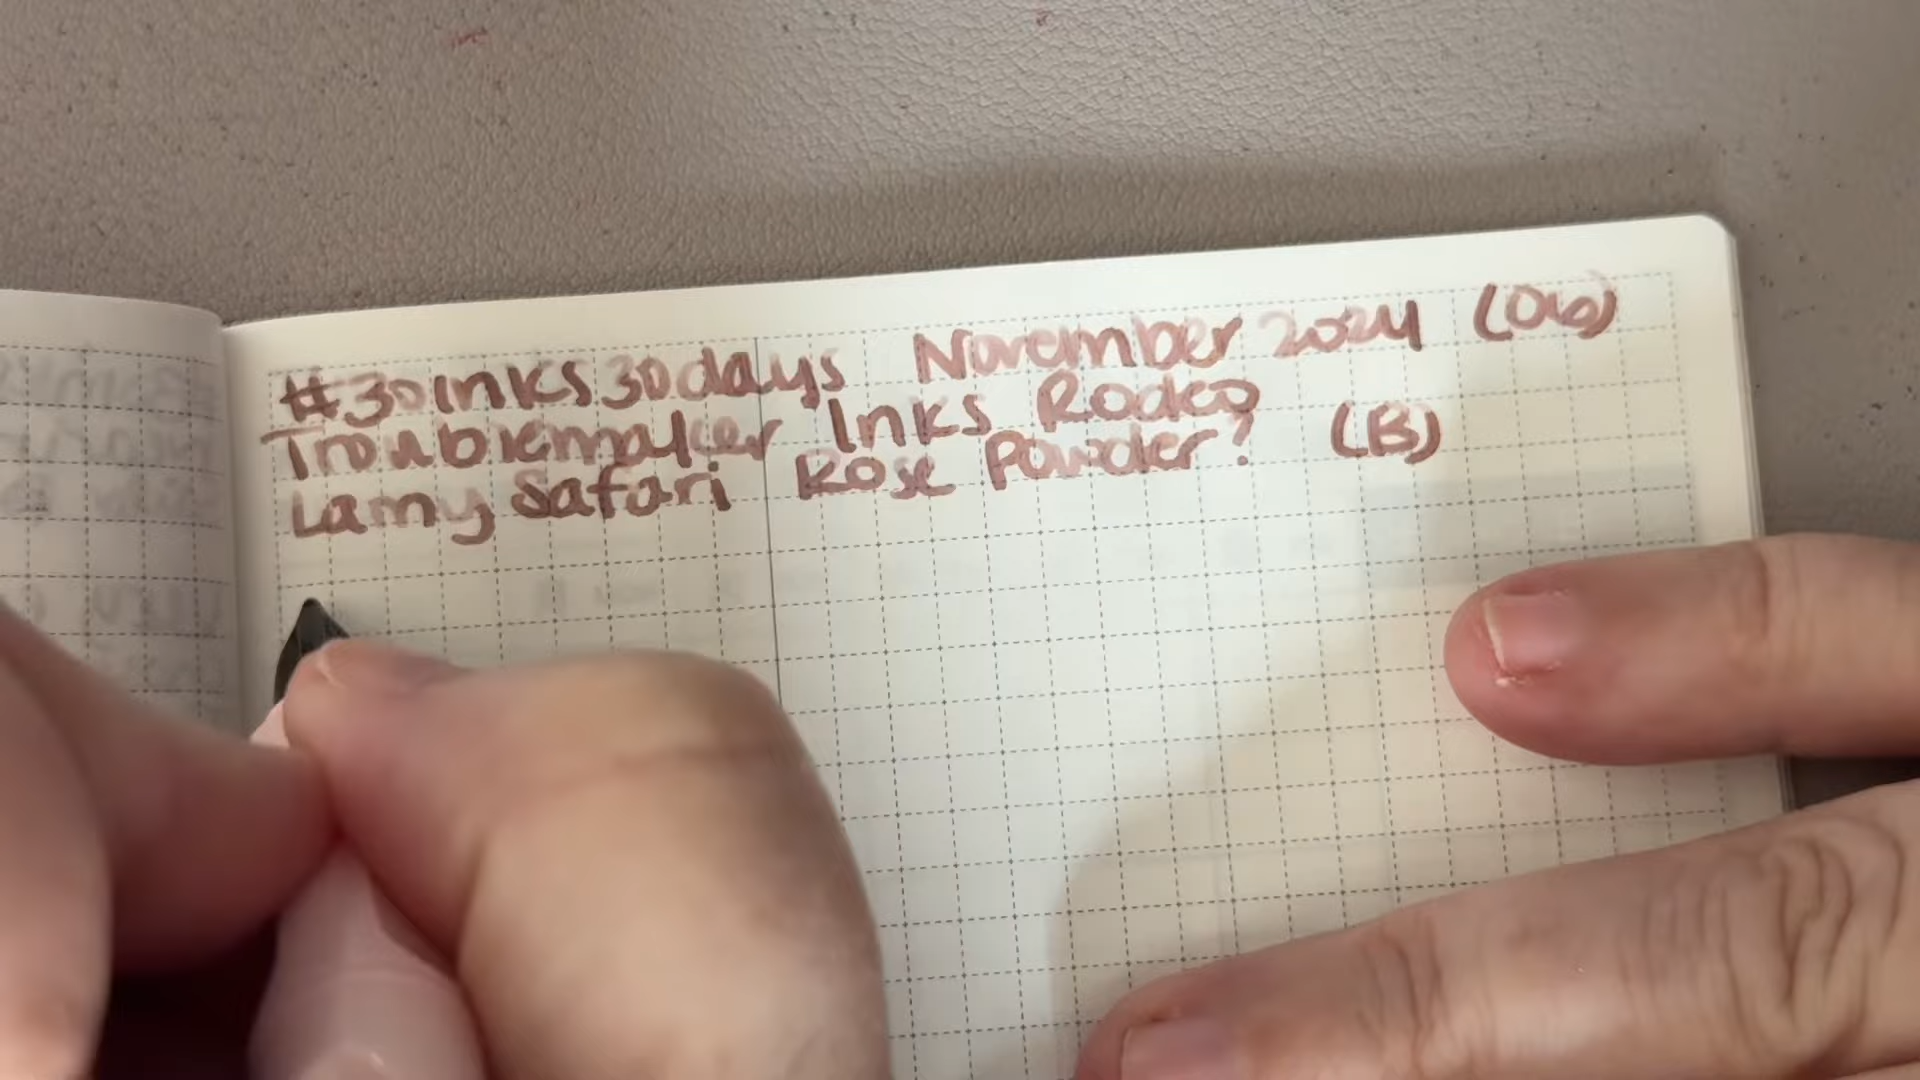 #30inks30days November 2024 (06)
Troublemaker Inks Rodeo
Lamy Safari Rose Powder? (B)